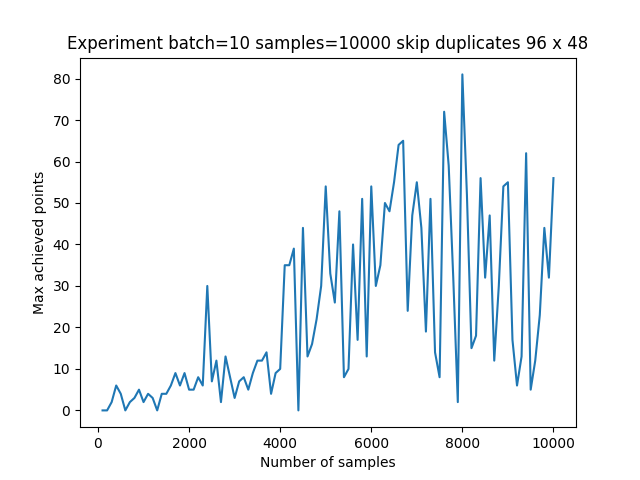 Experiment batch=10 samples=10000 skip duplicates 96 x 48
80
70
60
50
40
30
20
10
0
Max achieved points
0 2000 4000 6000 8000 10000
Number of samples